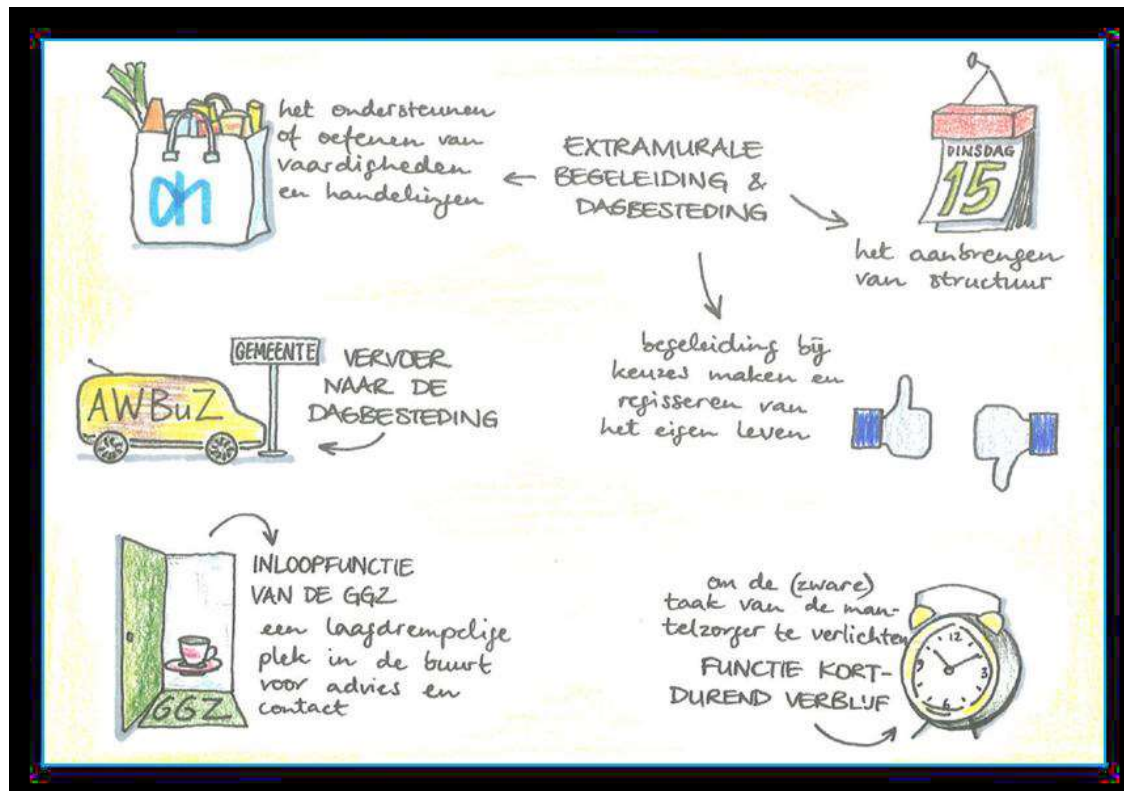 het ondersteunen
of oefenen van
vaardigheden
en handelingen
ah
EXTRAMURALE
BEGELEIDING &
DAGBESTEDING
DINSDAG
15
het aanbrengen
van structuur
begeleiding bij
keuzes maken en
regisseren van
het eigen leven
GEMEENTE
AWBuZ
VERVOER
NAAR DE
DAGBESTEDING
INLOOPFUNCTIE
VAN DE GGZ
een laagdrempelige
plek in de buurt
voor advies en
contact
GGZ
om de (zware)
taak van de man-
telzorger te verlichten
FUNCTIE KORT-
DUREND VERBLIJF
12
3
6
9